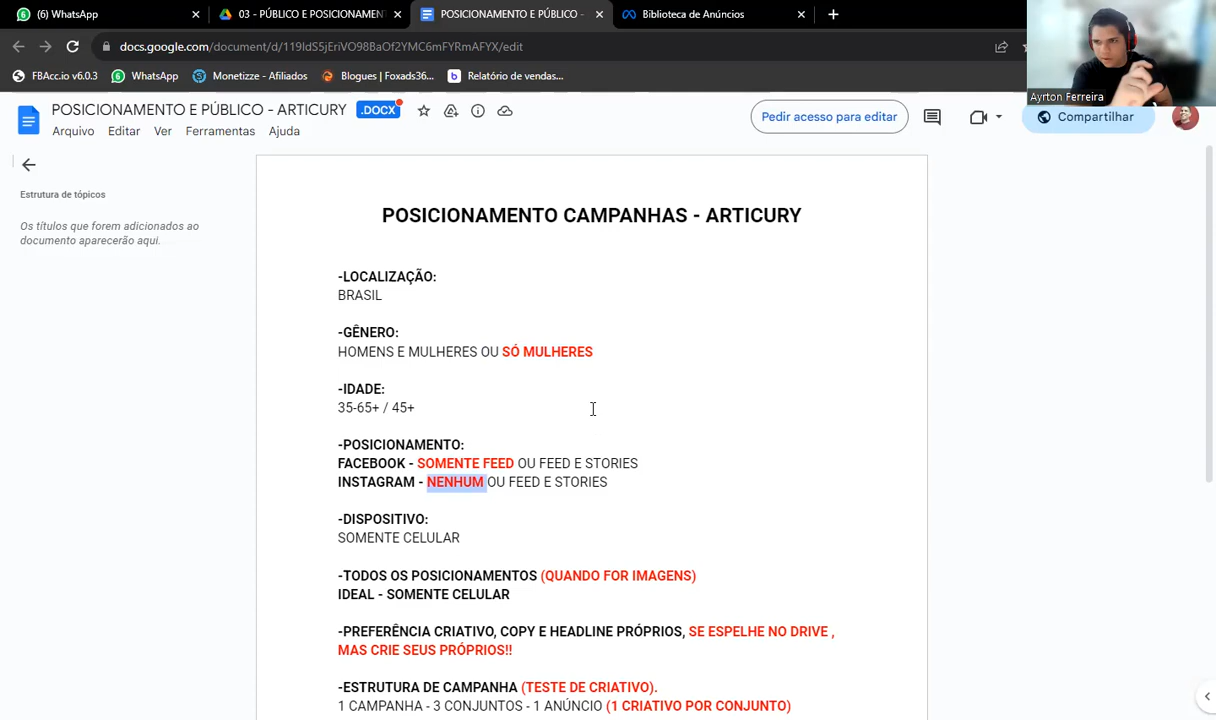 (6) WhatsApp
03 - PÚBLICO E POSICIONAMEN
POSICIONAMENTO E PÚBLICO -
Biblioteca de Anúncios
docs.google.com/document/d/119IdS5jEriVO98BaOf2YMC6mFYRmAFYX/edit
FBAcc.io v6.0.3
WhatsApp
Monetizze - Afiliados
Blogues | Foxads36...
Relatório de vendas...
Ayrton Ferreira
POSICIONAMENTO E PÚBLICO - ARTICURY
.DOCX
Arquivo Editar Ver Ferramentas Ajuda
Pedir acesso para editar
Compartilhar
Estrutura de tópicos
Os títulos que forem adicionados ao
documento aparecerão aqui.
POSICIONAMENTO CAMPANHAS - ARTICURY
-LOCALIZAÇÃO:
BRASIL
-GÊNERO:
HOMENS E MULHERES OU SÓ MULHERES
-IDADE:
35-65+ / 45+
-POSICIONAMENTO:
FACEBOOK - SOMENTE FEED OU FEED E STORIES
INSTAGRAM - NENHUM OU FEED E STORIES
-DISPOSITIVO:
SOMENTE CELULAR
-TODOS OS POSICIONAMENTOS (QUANDO FOR IMAGENS)
IDEAL - SOMENTE CELULAR
-PREFERÊNCIA CRIATIVO, COPY E HEADLINE PRÓPRIOS, SE ESPELHE NO DRIVE ,
MAS CRIE SEUS PRÓPRIOS!!
-ESTRUTURA DE CAMPANHA (TESTE DE CRIATIVO).
1 CAMPANHA - 3 CONJUNTOS - 1 ANÚNCIO (1 CRIATIVO POR CONJUNTO)